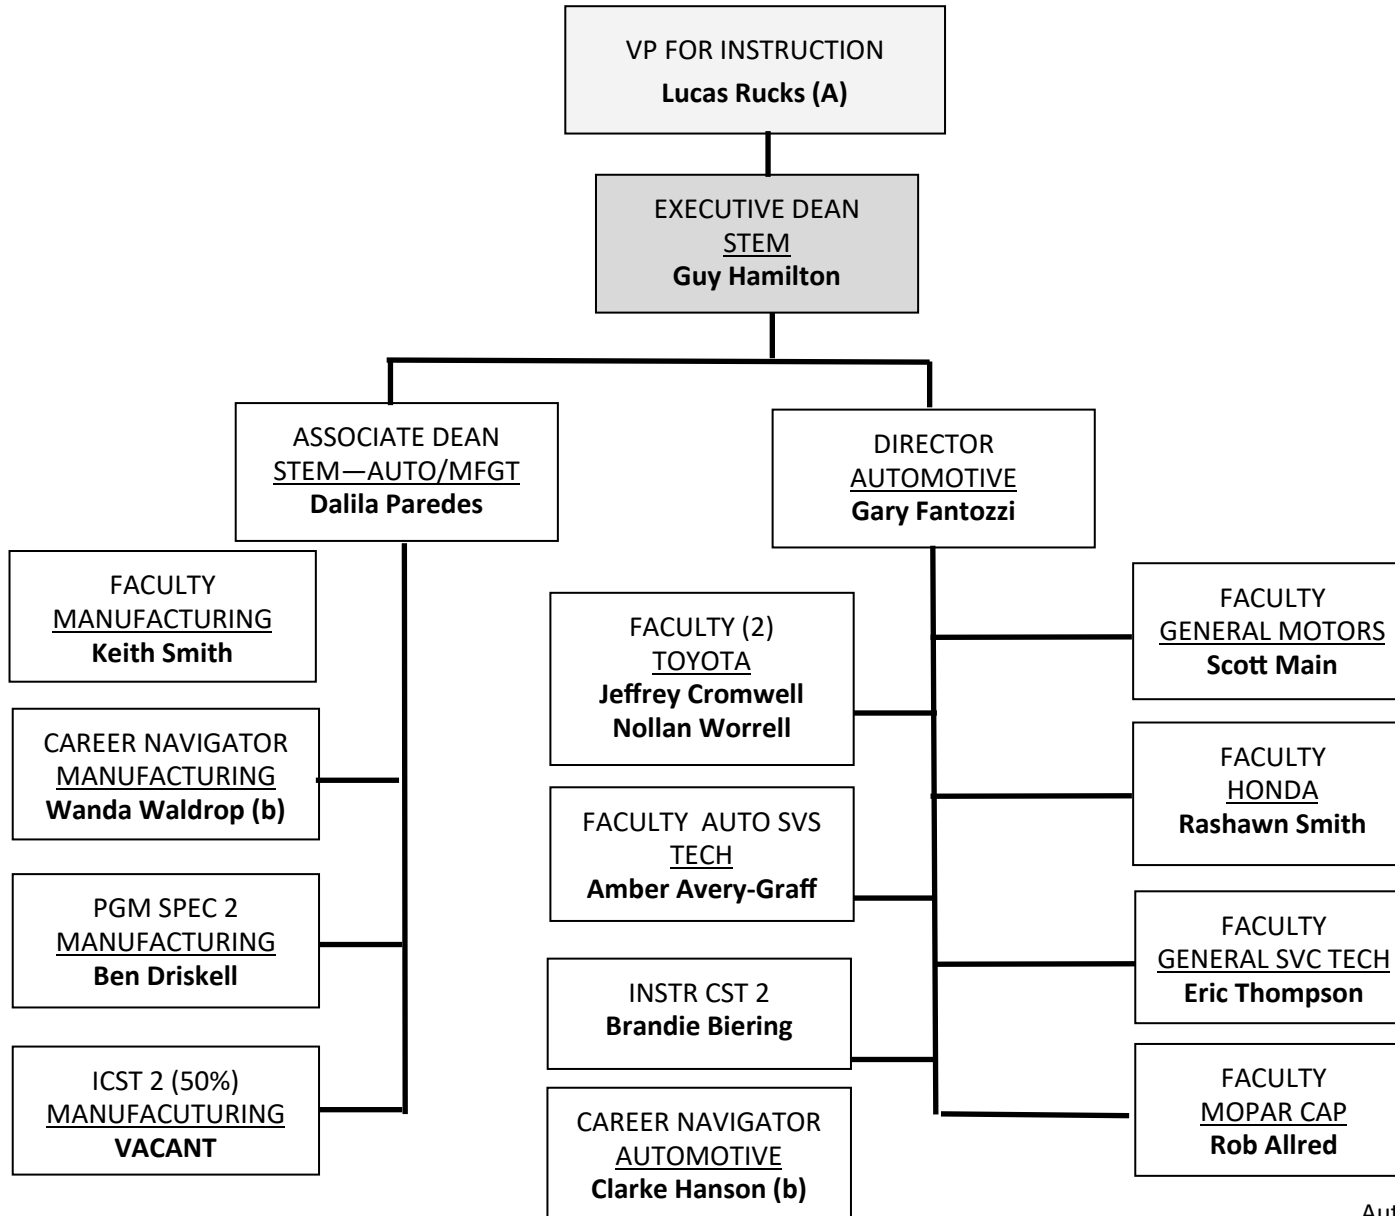 VP FOR INSTRUCTION
Lucas Rucks (A)
EXECUTIVE DEAN
STEM
Guy Hamilton
ASSOCIATE DEAN
STEM—AUTO/MFGT
Dalila Paredes
DIRECTOR
AUTOMOTIVE
Gary Fantozzi
FACULTY
MANUFACTURING
Keith Smith
CAREER NAVIGATOR
MANUFACTURING
Wanda Waldrop (b)
PGM SPEC 2
MANUFACTURING
Ben Driskell
ICST 2 (50%)
MANUFACUTURING
VACANT
FACULTY (2)
TOYOTA
Jeffrey Cromwell
Nollan Worrell
FACULTY AUTO SVS
TECH
Amber Avery-Graff
INSTR CST 2
Brandie Biering
CAREER NAVIGATOR
AUTOMOTIVE
Clarke Hanson (b)
FACULTY
GENERAL MOTORS
Scott Main
FACULTY
HONDA
Rashawn Smith
FACULTY
GENERAL SVC TECH
Eric Thompson
FACULTY
MOPAR CAP
Rob Allred
Aut